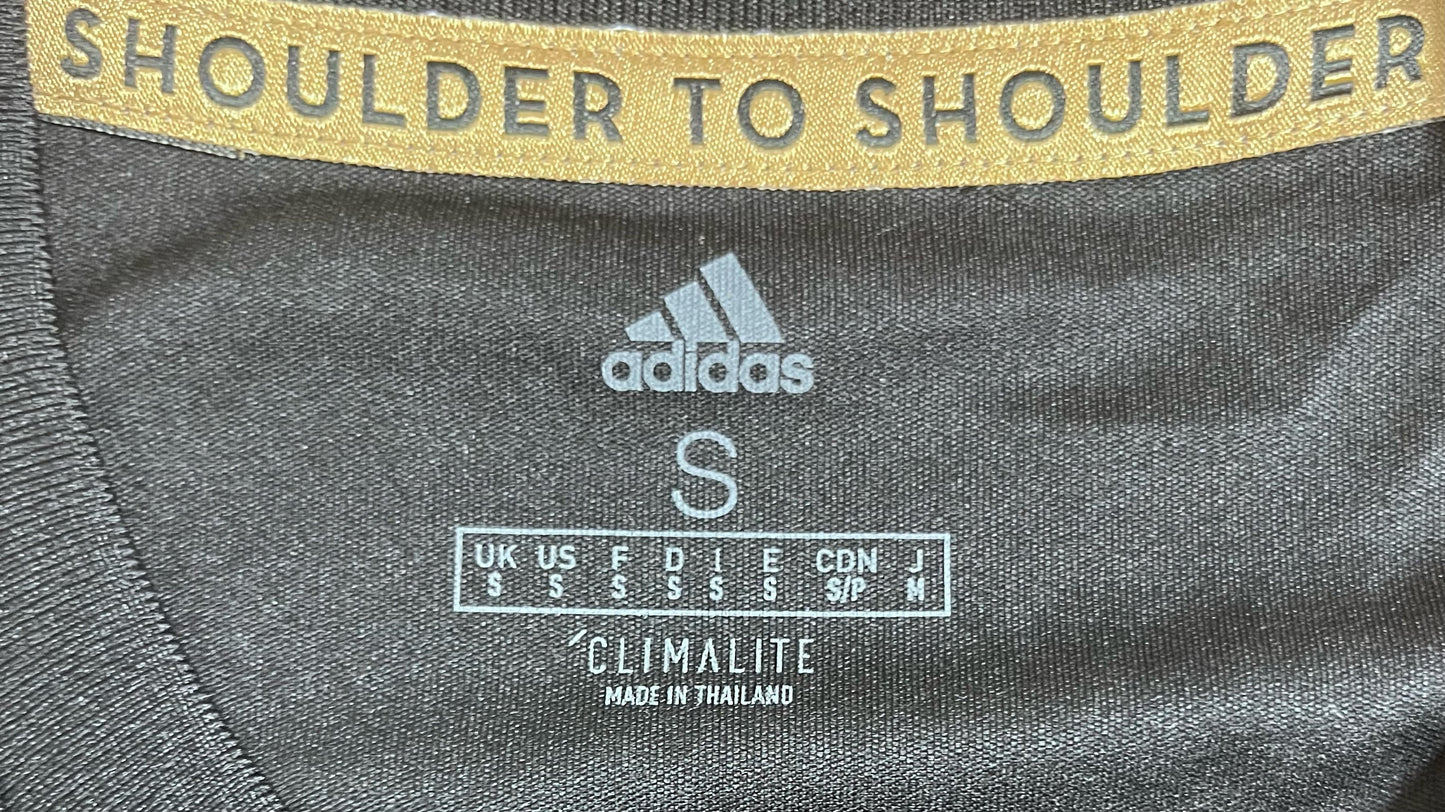 SHOULDER TO SHOULDER
adidas
S
UK US F D I E CDN J
S S S S S S S/P M
CLIMALITE
MADE IN THAILAND